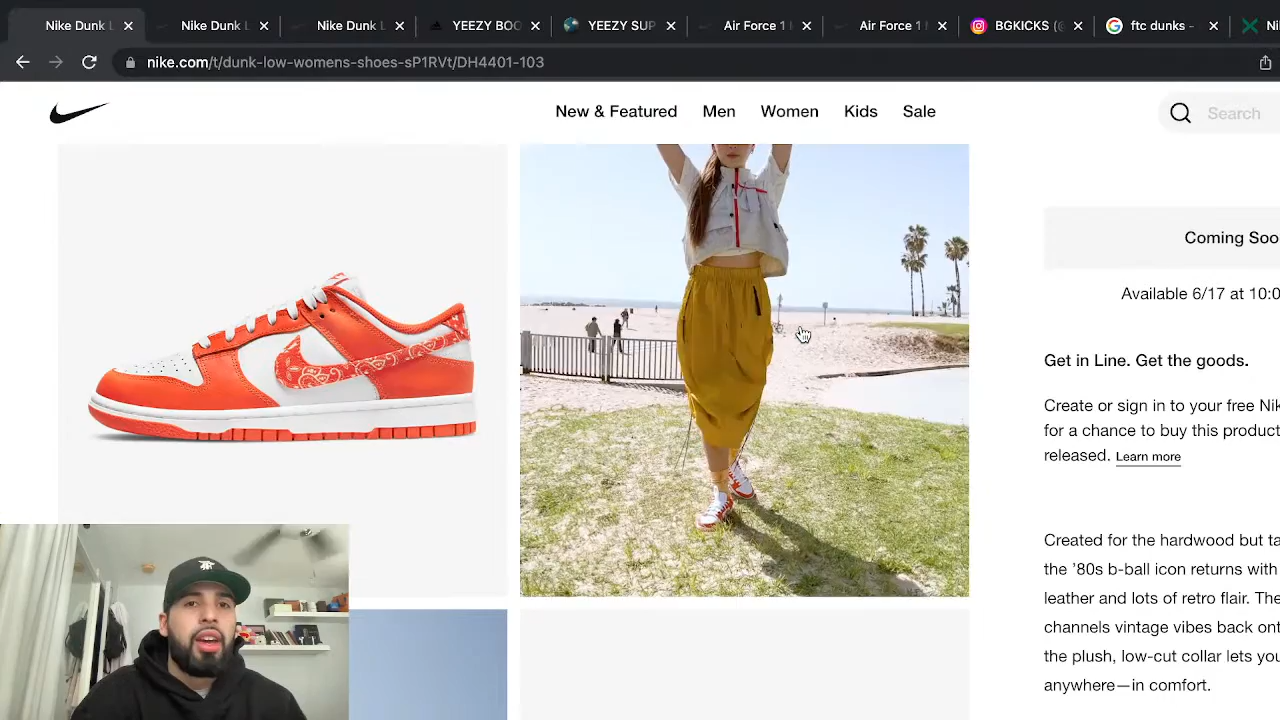 Nike Dunk L
Nike Dunk L
Nike Dunk L
YEEZY BOO
YEEZY SUP
Air Force 1
Air Force 1
BGKICKS (@
ftc dunks -
Ni
nike.com/t/dunk-low-womens-shoes-sP1RVt/DH4401-103
New & Featured
Men
Women
Kids
Sale
Search
Coming Soo
Available 6/17 at 10:0
Get in Line. Get the goods.
Create or sign in to your free Nik
for a chance to buy this product
released. Learn more
Created for the hardwood but ta
the '80s b-ball icon returns with
leather and lots of retro flair. The
channels vintage vibes back ont
the plush, low-cut collar lets you
anywhere—in comfort.